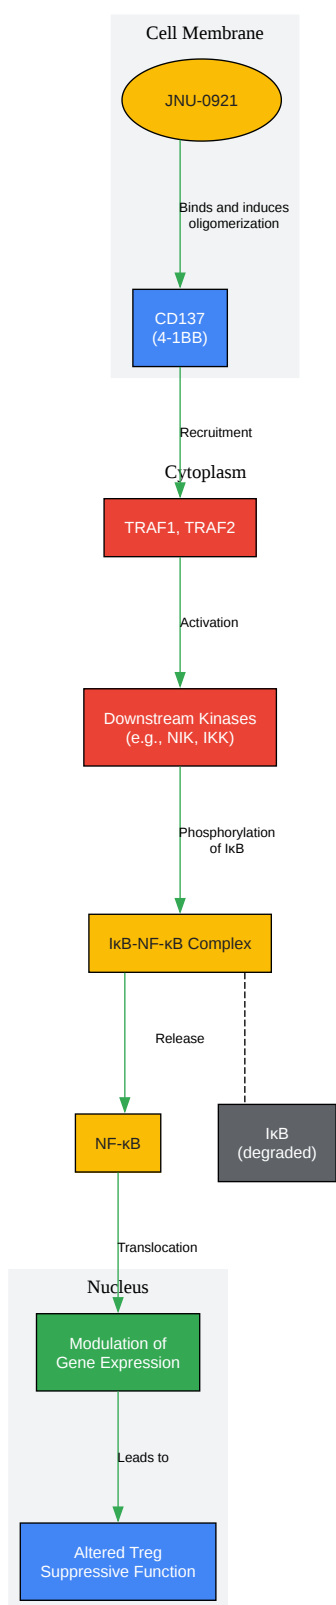 Cell Membrane
JNU-0921
Binds and induces
oligomerization
CD137
(4-1BB)
Recruitment
Cytoplasm
TRAF1, TRAF2
Activation
Downstream Kinases
(e.g., NIK, IKK)
Phosphorylation
of IκB
IκB-NF-κB Complex
Release
IκB
(degraded)
NF-κB
Translocation
Nucleus
Modulation of
Gene Expression
Leads to
Altered Treg
Suppressive Function